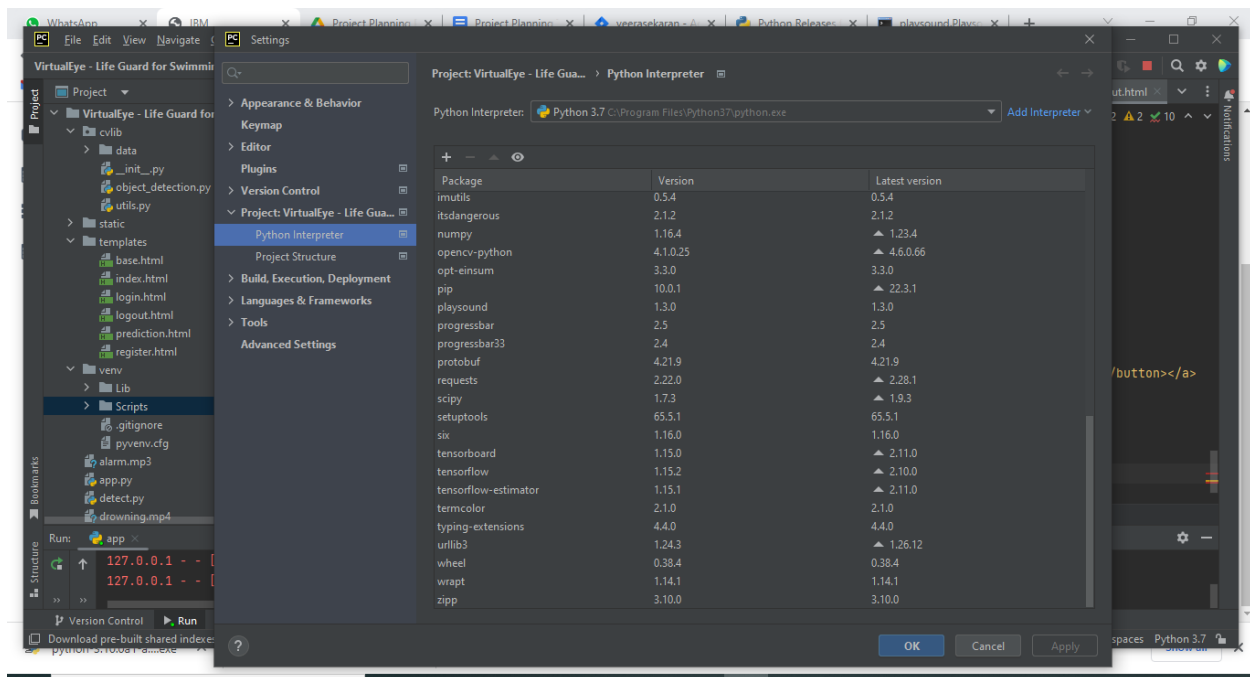 WhatsApp
IBM
Project Planning
Project Planning
veerasekaran - A
Python Releases
playsound.Playso
File Edit View Navigate
Settings
VirtualEye - Life Guard for Swimmi
Project
VirtualEye - Life Guard for
cvlib
data
__init__.py
object_detection.py
utils.py
static
templates
base.html
index.html
login.html
logout.html
prediction.html
register.html
venv
Lib
Scripts
.gitignore
pyvenv.cfg
alarm.mp3
app.py
detect.py
drowning.mp4
Project
Bookmarks
Structure
Run: app
127.0.0.1 - - [
127.0.0.1 - - [
Version Control Run
Download pre-built shared indexes
python-3.10.0a1-a....exe
Appearance & Behavior
Keymap
Editor
Plugins
Version Control
Project: VirtualEye - Life Gua...
Python Interpreter
Project Structure
Build, Execution, Deployment
Languages & Frameworks
Tools
Advanced Settings
Project: VirtualEye - Life Gua... › Python Interpreter
Python Interpreter: Python 3.7 C:\Program Files\Python37\python.exe Add Interpreter
Package Version Latest version
imutils 0.5.4 0.5.4
itsdangerous 2.1.2 2.1.2
numpy 1.16.4 1.23.4
opencv-python 4.1.0.25 4.6.0.66
opt-einsum 3.3.0 3.3.0
pip 10.0.1 22.3.1
playsound 1.3.0 1.3.0
progressbar 2.5 2.5
progressbar33 2.4 2.4
protobuf 4.21.9 4.21.9
requests 2.22.0 2.28.1
scipy 1.7.3 1.9.3
setuptools 65.5.1 65.5.1
six 1.16.0 1.16.0
tensorboard 1.15.0 2.11.0
tensorflow 1.15.2 2.10.0
tensorflow-estimator 1.15.1 2.11.0
termcolor 2.1.0 2.1.0
typing-extensions 4.4.0 4.4.0
urllib3 1.24.3 1.26.12
wheel 0.38.4 0.38.4
wrapt 1.14.1 1.14.1
zipp 3.10.0 3.10.0
OK Cancel Apply
ut.html
2 2 10
Notifications
/button></a>
spaces Python 3.7
Show all